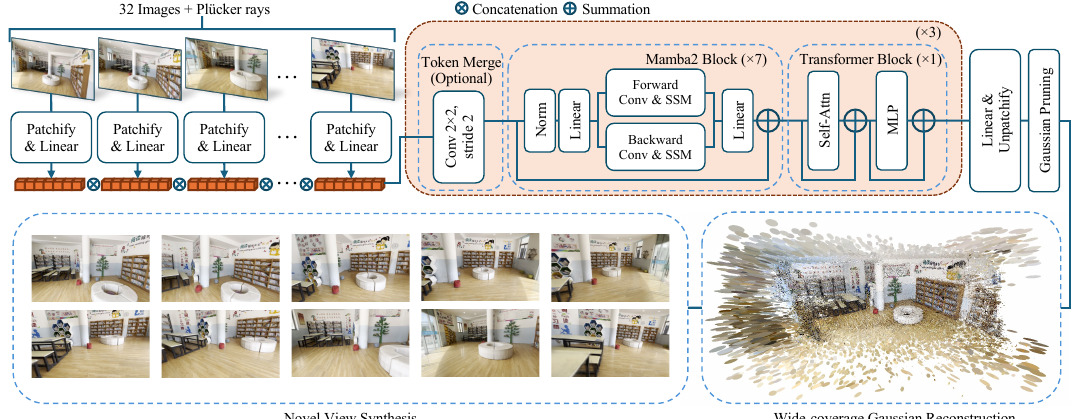 32 Images + Plücker rays
Concatenation
Summation
(×3)
Token Merge
(Optional)
Mamba2 Block (×7)
Transformer Block (×1)
Patchify
& Linear
Patchify
& Linear
Patchify
& Linear
...
Patchify
& Linear
Conv 2×2,
stride 2
Norm
Linear
Forward
Conv & SSM
Backward
Conv & SSM
Linear
Self-Attn
MLP
Linear &
Unpatchify
Gaussian Pruning
Novel View Synthesis
Wide-coverage Gaussian Reconstruction